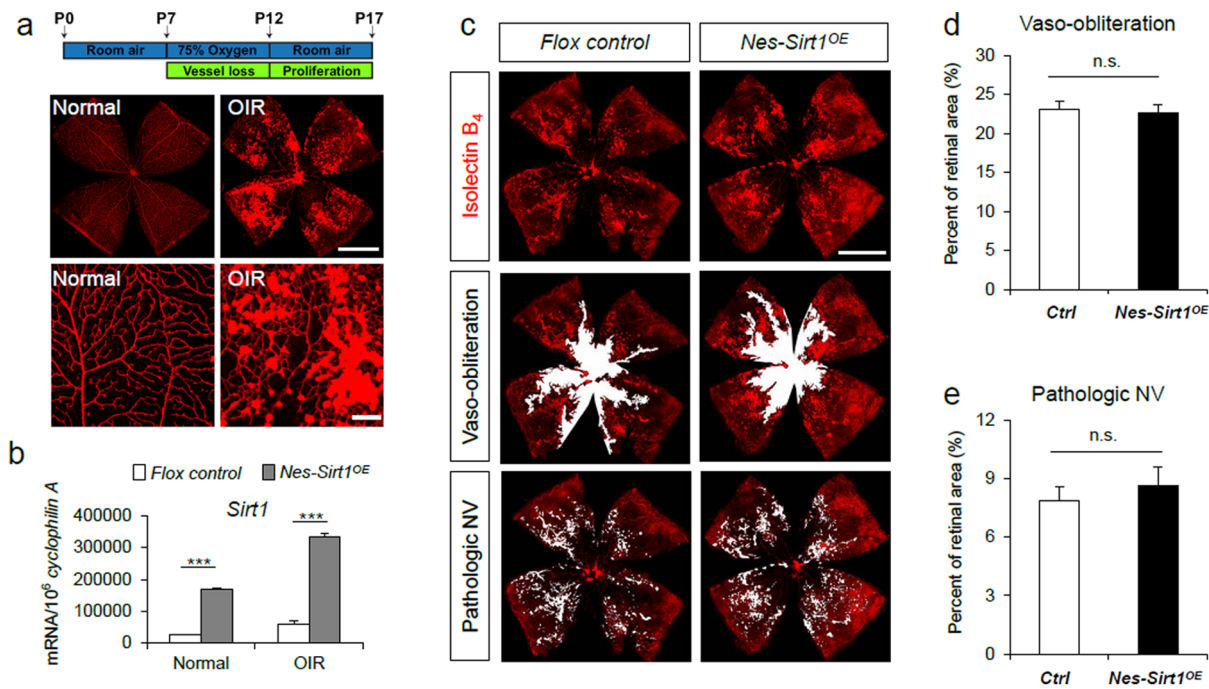 a
P0 P7 P12 P17
Room air 75% Oxygen Room air
Vessel loss Proliferation
Normal OIR
Normal OIR
b
Flox control Nes-Sirt1ᴼᴱ
Sirt1
mRNA/10⁶ cyclophilin A
400000
300000
200000
100000
0
***
***
Normal OIR
c
Flox control Nes-Sirt1ᴼᴱ
Isolectin B₄
Vaso-obliteration
Pathologic NV
d
Vaso-obliteration
Percent of retinal area (%)
30
25
20
15
10
5
0
n.s.
Ctrl Nes-Sirt1ᴼᴱ
e
Pathologic NV
Percent of retinal area (%)
12
9
6
3
0
n.s.
Ctrl Nes-Sirt1ᴼᴱ